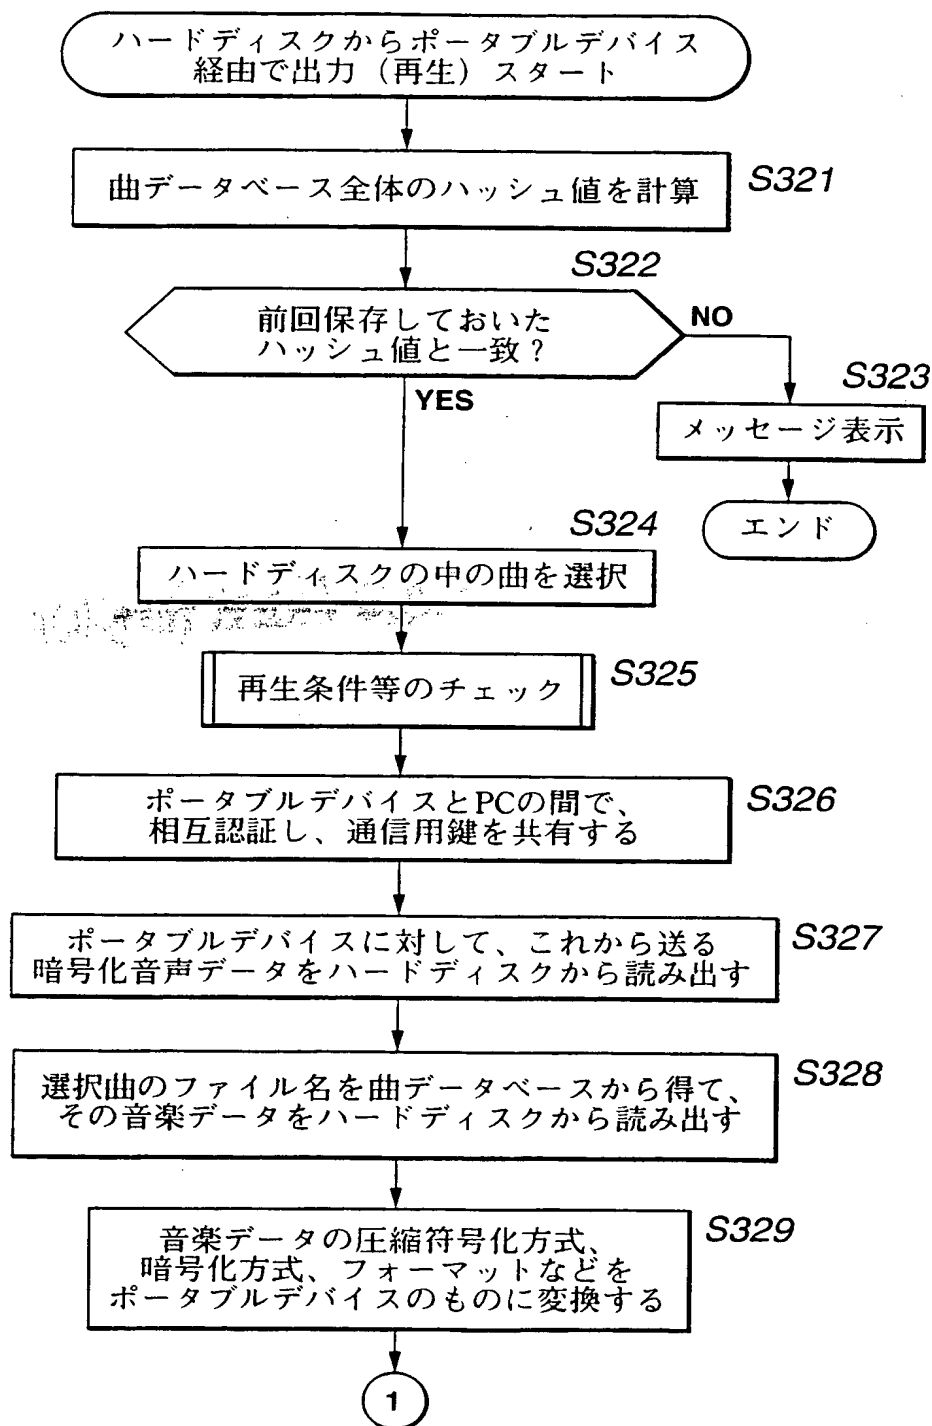 ハードディスクからポータブルデバイス
経由で出力（再生）スタート
曲データベース全体のハッシュ値を計算
S321
S322
前回保存しておいた
ハッシュ値と一致？
NO
YES
S323
メッセージ表示
エンド
S324
ハードディスクの中の曲を選択
再生条件等のチェック
S325
ポータブルデバイスとPCの間で、
相互認証し、通信用鍵を共有する
S326
ポータブルデバイスに対して、これから送る
暗号化音声データをハードディスクから読み出す
S327
選択曲のファイル名を曲データベースから得て、
その音楽データをハードディスクから読み出す
S328
音楽データの圧縮符号化方式、
暗号化方式、フォーマットなどを
ポータブルデバイスのものに変換する
S329
1